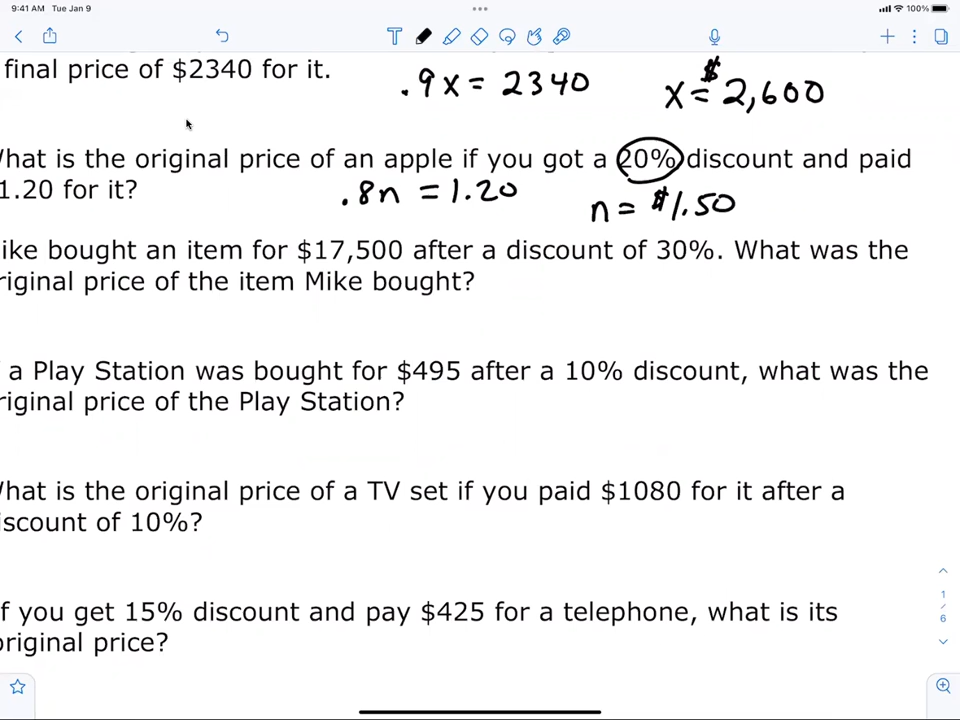 9:41 AM Tue Jan 9
100%
final price of $2340 for it.
.9x = 2340
x = $2,600
hat is the original price of an apple if you got a 20% discount and paid
1.20 for it?
.8n = 1.20
n = $1.50
ike bought an item for $17,500 after a discount of 30%. What was the
riginal price of the item Mike bought?
a Play Station was bought for $495 after a 10% discount, what was the
riginal price of the Play Station?
hat is the original price of a TV set if you paid $1080 for it after a
iscount of 10%?
f you get 15% discount and pay $425 for a telephone, what is its
original price?
1
/
6